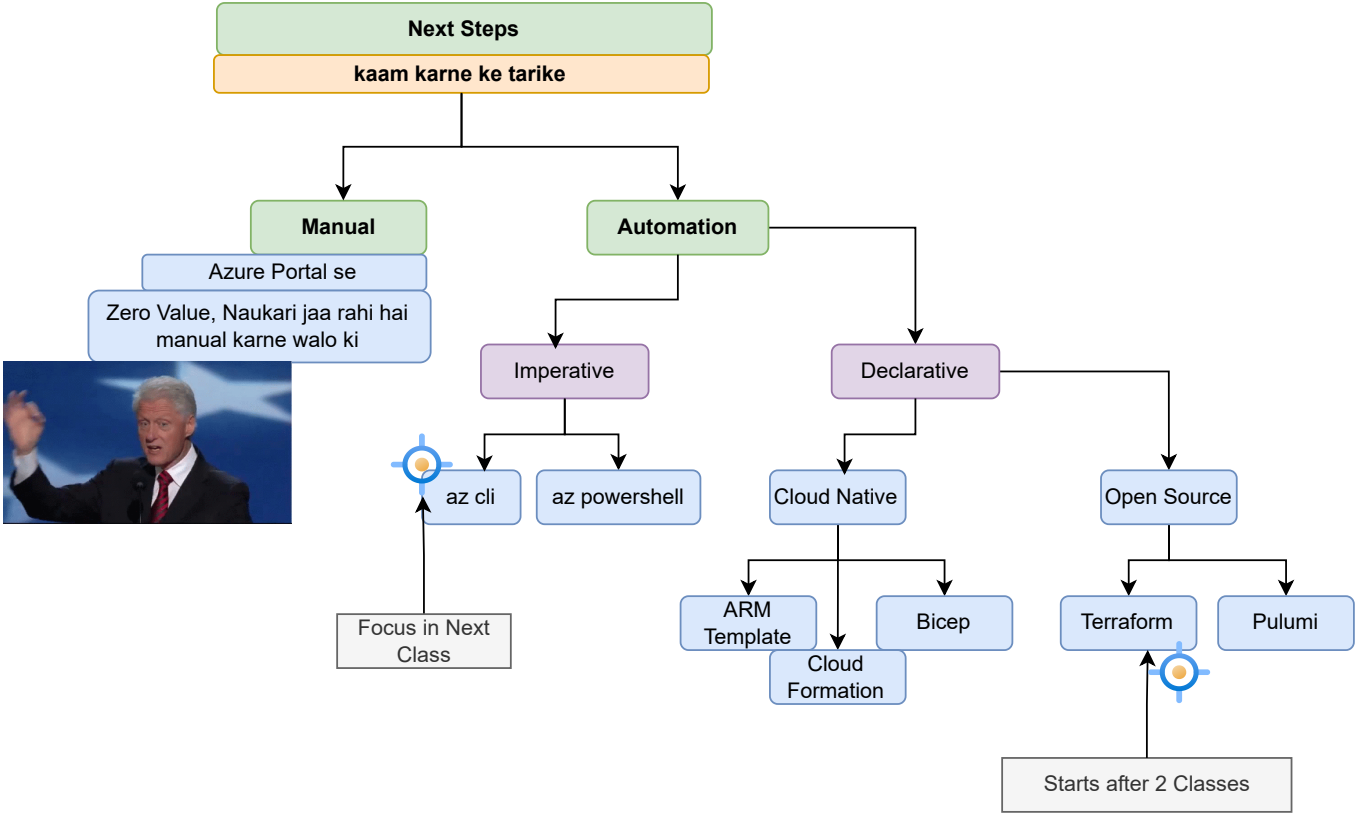 Next Steps
kaam karne ke tarike
Manual
Automation
Azure Portal se
Zero Value, Naukari jaa rahi hai
manual karne walo ki
Imperative
Declarative
az cli
az powershell
Cloud Native
Open Source
ARM
Template
Bicep
Terraform
Pulumi
Focus in Next
Class
Cloud
Formation
Starts after 2 Classes